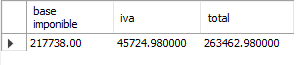 base imponible iva total
217738.00 45724.980000 263462.980000